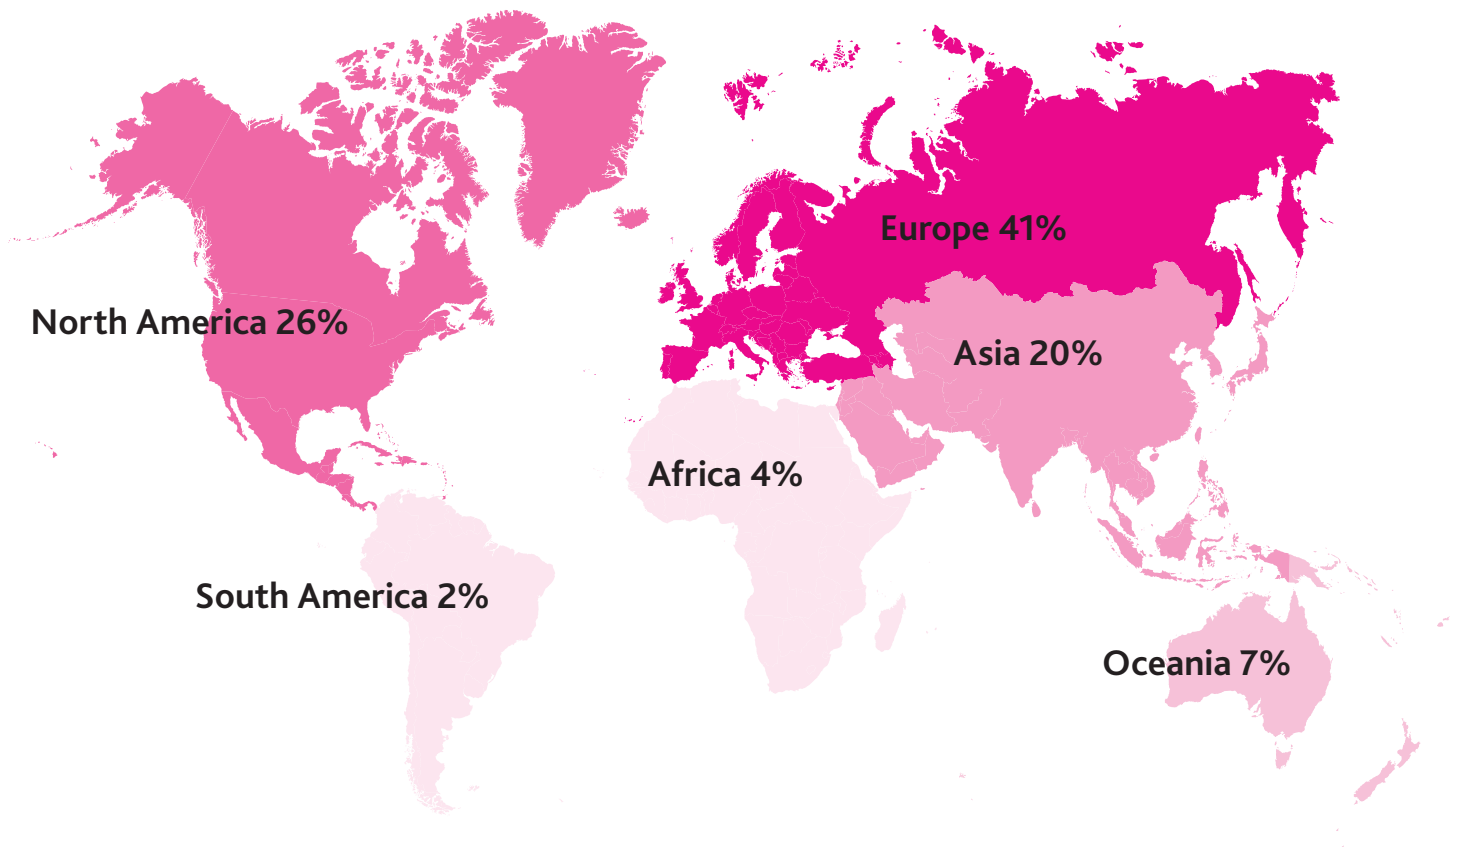 Europe 41%
North America 26%
Asia 20%
Africa 4%
South America 2%
Oceania 7%